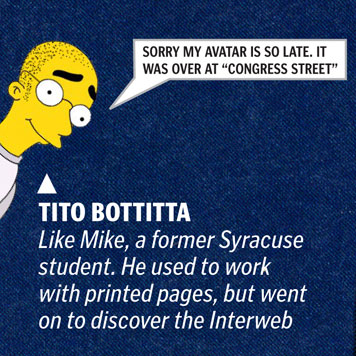 SORRY MY AVATAR IS SO LATE. IT
WAS OVER AT “CONGRESS STREET”
TITO BOTTITTA
Like Mike, a former Syracuse
student. He used to work
with printed pages, but went
on to discover the Interweb